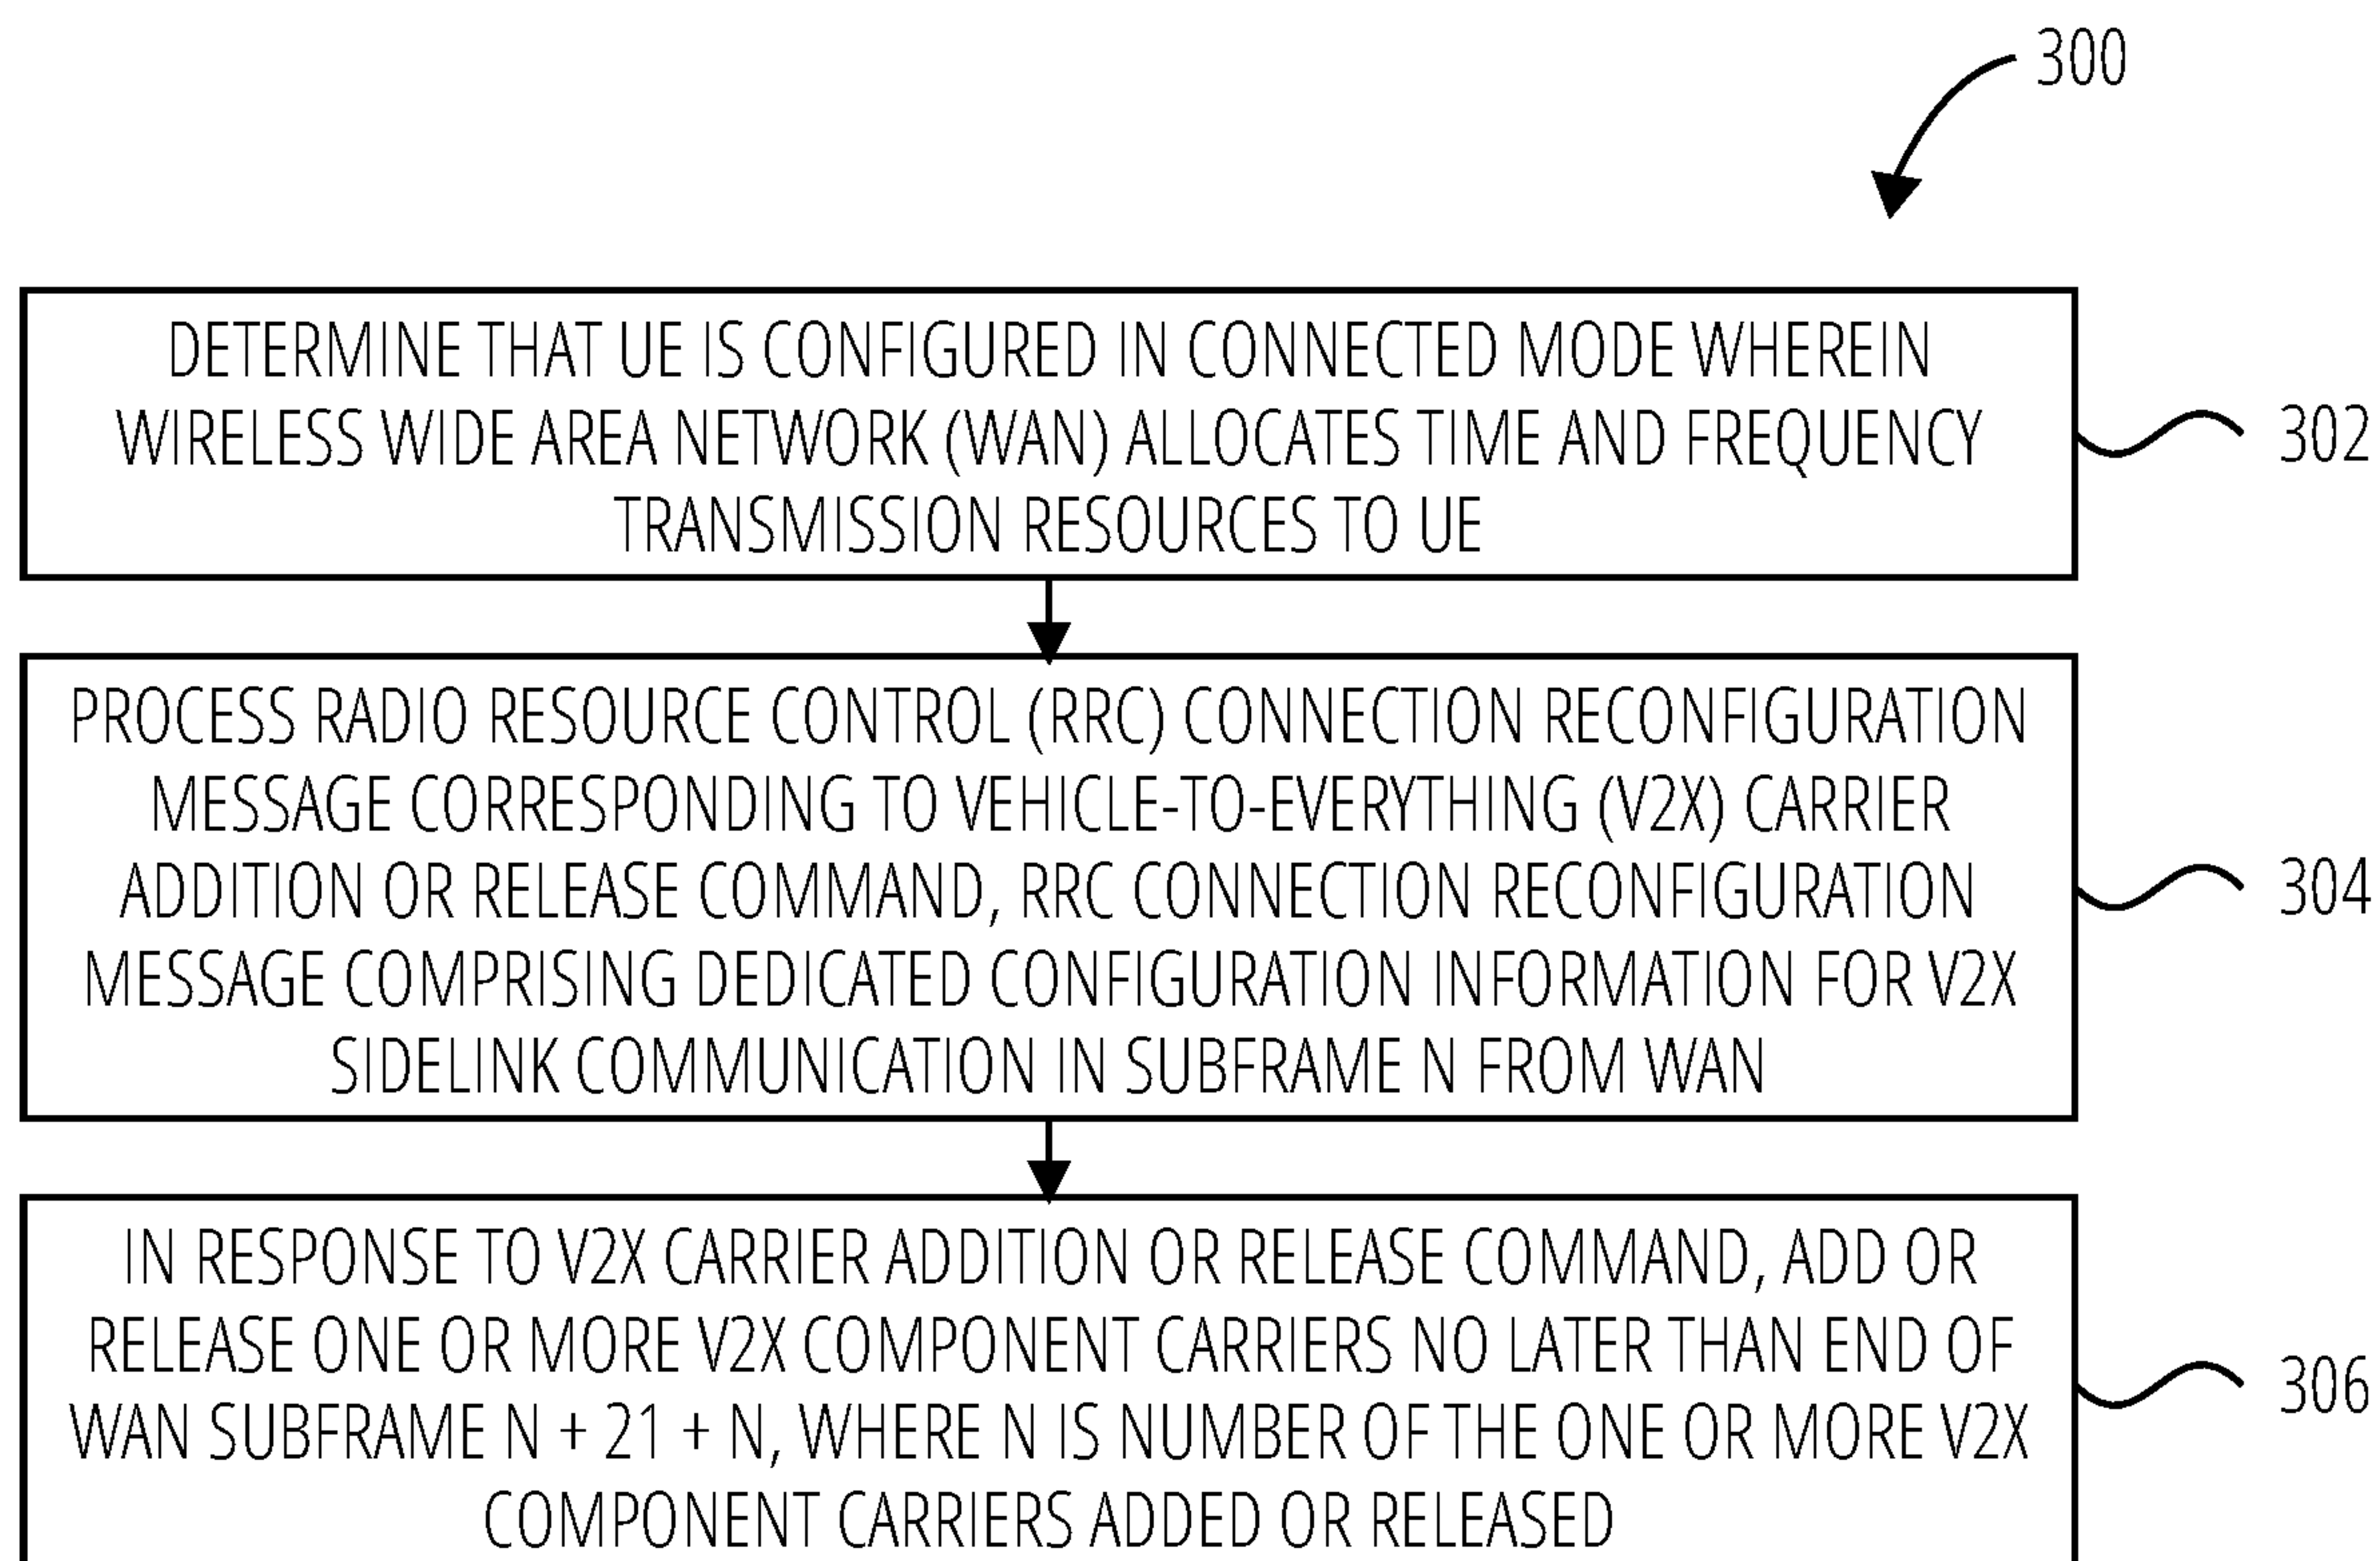 300
DETERMINE THAT UE IS CONFIGURED IN CONNECTED MODE WHEREIN
WIRELESS WIDE AREA NETWORK (WAN) ALLOCATES TIME AND FREQUENCY
TRANSMISSION RESOURCES TO UE
302
PROCESS RADIO RESOURCE CONTROL (RRC) CONNECTION RECONFIGURATION
MESSAGE CORRESPONDING TO VEHICLE-TO-EVERYTHING (V2X) CARRIER
ADDITION OR RELEASE COMMAND, RRC CONNECTION RECONFIGURATION
MESSAGE COMPRISING DEDICATED CONFIGURATION INFORMATION FOR V2X
SIDELINK COMMUNICATION IN SUBFRAME N FROM WAN
304
IN RESPONSE TO V2X CARRIER ADDITION OR RELEASE COMMAND, ADD OR
RELEASE ONE OR MORE V2X COMPONENT CARRIERS NO LATER THAN END OF
WAN SUBFRAME N + 21 + N, WHERE N IS NUMBER OF THE ONE OR MORE V2X
COMPONENT CARRIERS ADDED OR RELEASED
306